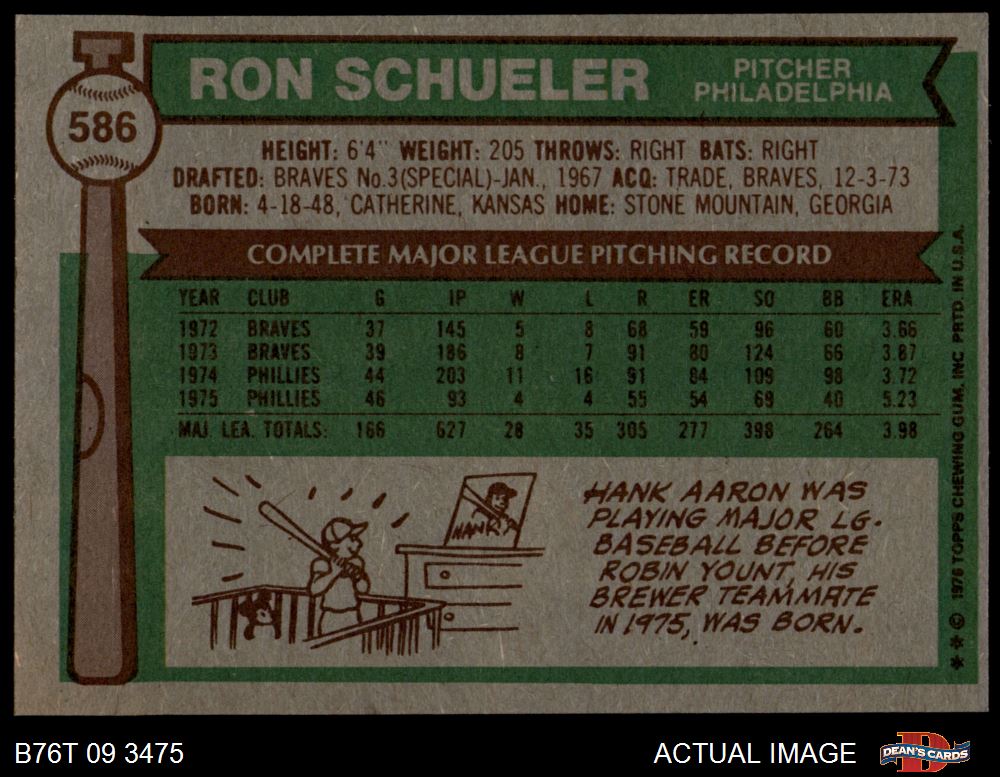 586
RON SCHUELER
PITCHER
PHILADELPHIA
HEIGHT: 6'4" WEIGHT: 205 THROWS: RIGHT BATS: RIGHT
DRAFTED: BRAVES No.3(SPECIAL)-JAN., 1967 ACQ: TRADE, BRAVES, 12-3-73
BORN: 4-18-48, CATHERINE, KANSAS HOME: STONE MOUNTAIN, GEORGIA
COMPLETE MAJOR LEAGUE PITCHING RECORD
YEAR CLUB G IP W L R ER SO BB ERA
1972 BRAVES 37 145 5 8 68 59 96 60 3.66
1973 BRAVES 39 186 8 7 91 80 124 66 3.87
1974 PHILLIES 44 203 11 16 91 84 109 98 3.72
1975 PHILLIES 46 93 4 4 55 54 69 40 5.23
MAJ. LEA. TOTALS: 166 627 28 35 305 277 398 264 3.98
HANK
HANK AARON WAS
PLAYING MAJOR LG.
BASEBALL BEFORE
ROBIN YOUNT, HIS
BREWER TEAMMATE
IN 1975, WAS BORN.
** © 1976 TOPPS CHEWING GUM, INC. PRTD. IN U.S.A.
B76T 09 3475
ACTUAL IMAGE
DEAN'S CARDS